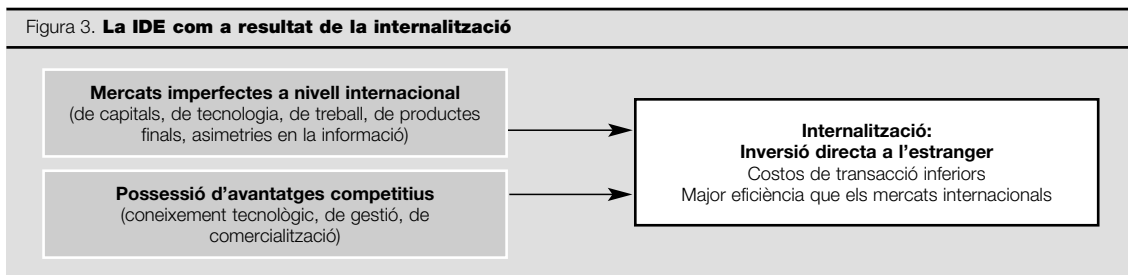 Figura 3. La IDE com a resultat de la internalització
Mercats imperfectes a nivell internacional
(de capitals, de tecnologia, de treball, de productes
finals, asimetries en la informació)
Possessió d'avantatges competitius
(coneixement tecnològic, de gestió, de
comercialització)
Internalització:
Inversió directa a l'estranger
Costos de transacció inferiors
Major eficiència que els mercats internacionals